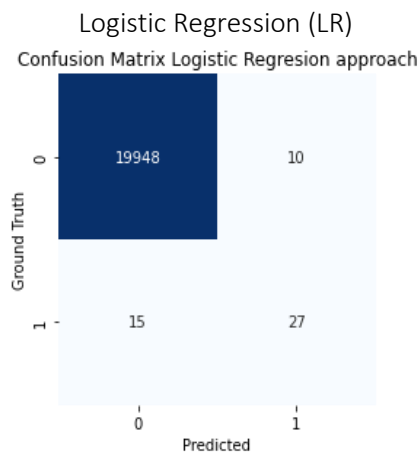 Logistic Regression (LR)
Confusion Matrix Logistic Regresion approach
0
19948
10
Ground Truth
1
15
27
0
1
Predicted